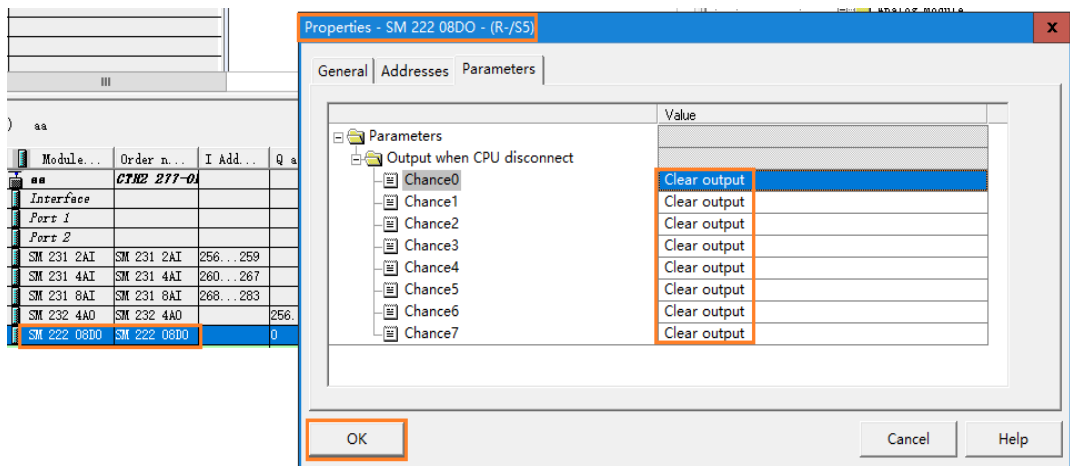 Analog module
Properties - SM 222 08DO - (R-/S5)
x
General Addresses Parameters
Value
Parameters
Output when CPU disconnect
Chance0 Clear output
Chance1 Clear output
Chance2 Clear output
Chance3 Clear output
Chance4 Clear output
Chance5 Clear output
Chance6 Clear output
Chance7 Clear output
OK Cancel Help
) aa
Module... Order n... I Add... Q a
aa CTH2 277-01
Interface
Port 1
Port 2
SM 231 2AI SM 231 2AI 256...259
SM 231 4AI SM 231 4AI 260...267
SM 231 8AI SM 231 8AI 268...283
SM 232 4AO SM 232 4AO 256.
SM 222 08DO SM 222 08DO 0